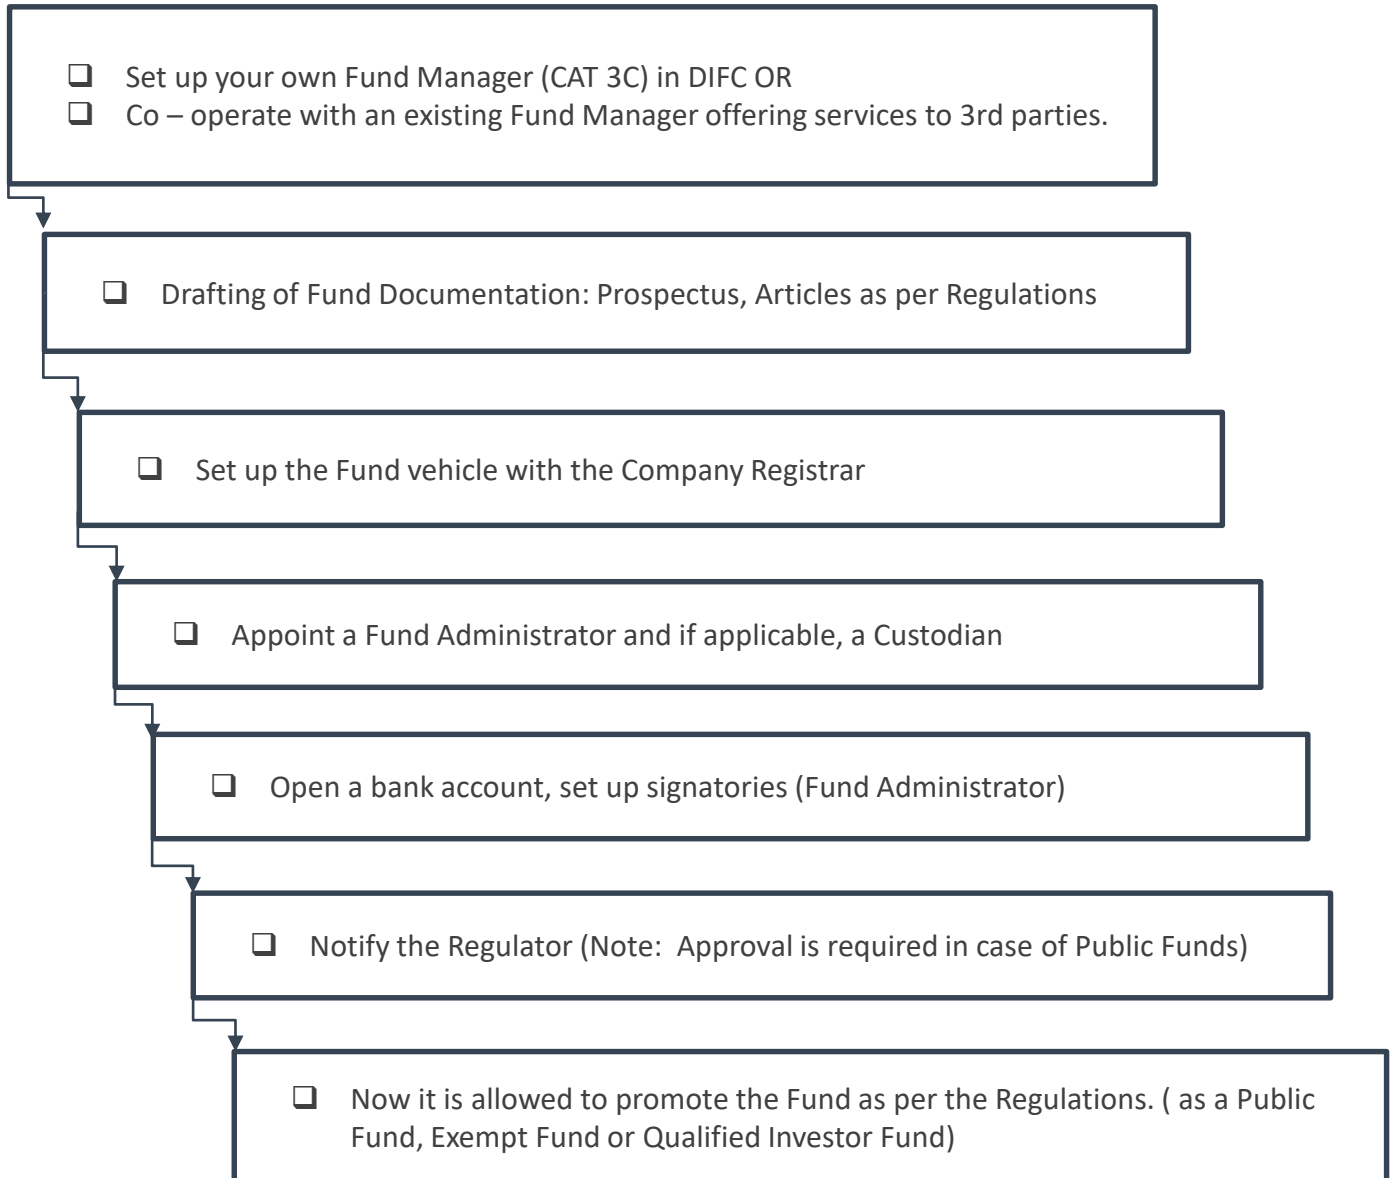 ❑ Set up your own Fund Manager (CAT 3C) in DIFC OR
❑ Co – operate with an existing Fund Manager offering services to 3rd parties.
❑ Drafting of Fund Documentation: Prospectus, Articles as per Regulations
❑ Set up the Fund vehicle with the Company Registrar
❑ Appoint a Fund Administrator and if applicable, a Custodian
❑ Open a bank account, set up signatories (Fund Administrator)
❑ Notify the Regulator (Note:  Approval is required in case of Public Funds)
❑ Now it is allowed to promote the Fund as per the Regulations. ( as a Public
Fund, Exempt Fund or Qualified Investor Fund)